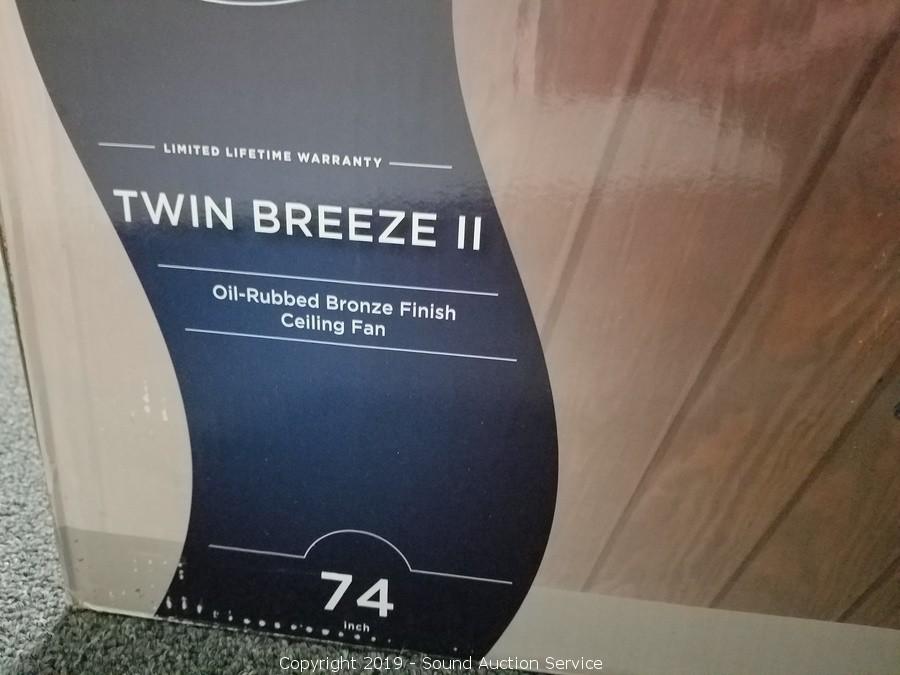 LIMITED LIFETIME WARRANTY
TWIN BREEZE II
Oil-Rubbed Bronze Finish
Ceiling Fan
74
inch
Copyright 2019 - Sound Auction Service